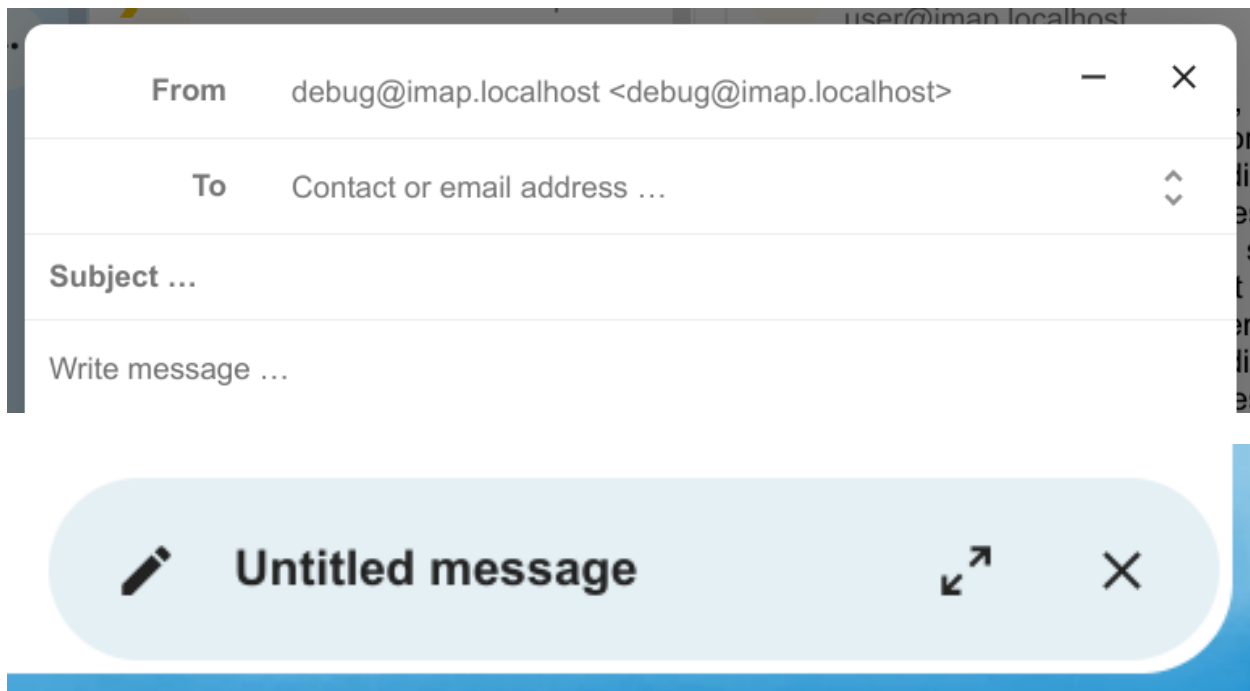 user@imap.localhost
From debug@imap.localhost <debug@imap.localhost>
To Contact or email address …
Subject …
Write message …
Untitled message